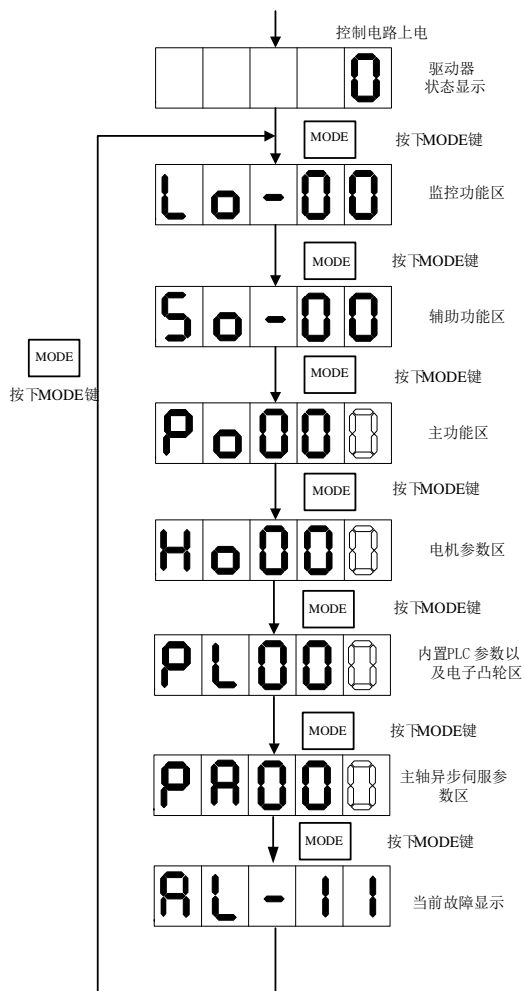 控制电路上电
0
驱动器
状态显示
MODE
按下MODE键
Lo-00
监控功能区
MODE
按下MODE键
So-00
辅助功能区
MODE
按下MODE键
MODE
按下MODE键
Po000
主功能区
MODE
按下MODE键
Ho000
电机参数区
MODE
按下MODE键
PL000
内置PLC 参数以
及电子凸轮区
MODE
按下MODE键
PA000
主轴异步伺服参
数区
MODE
按下MODE键
AL-11
当前故障显示